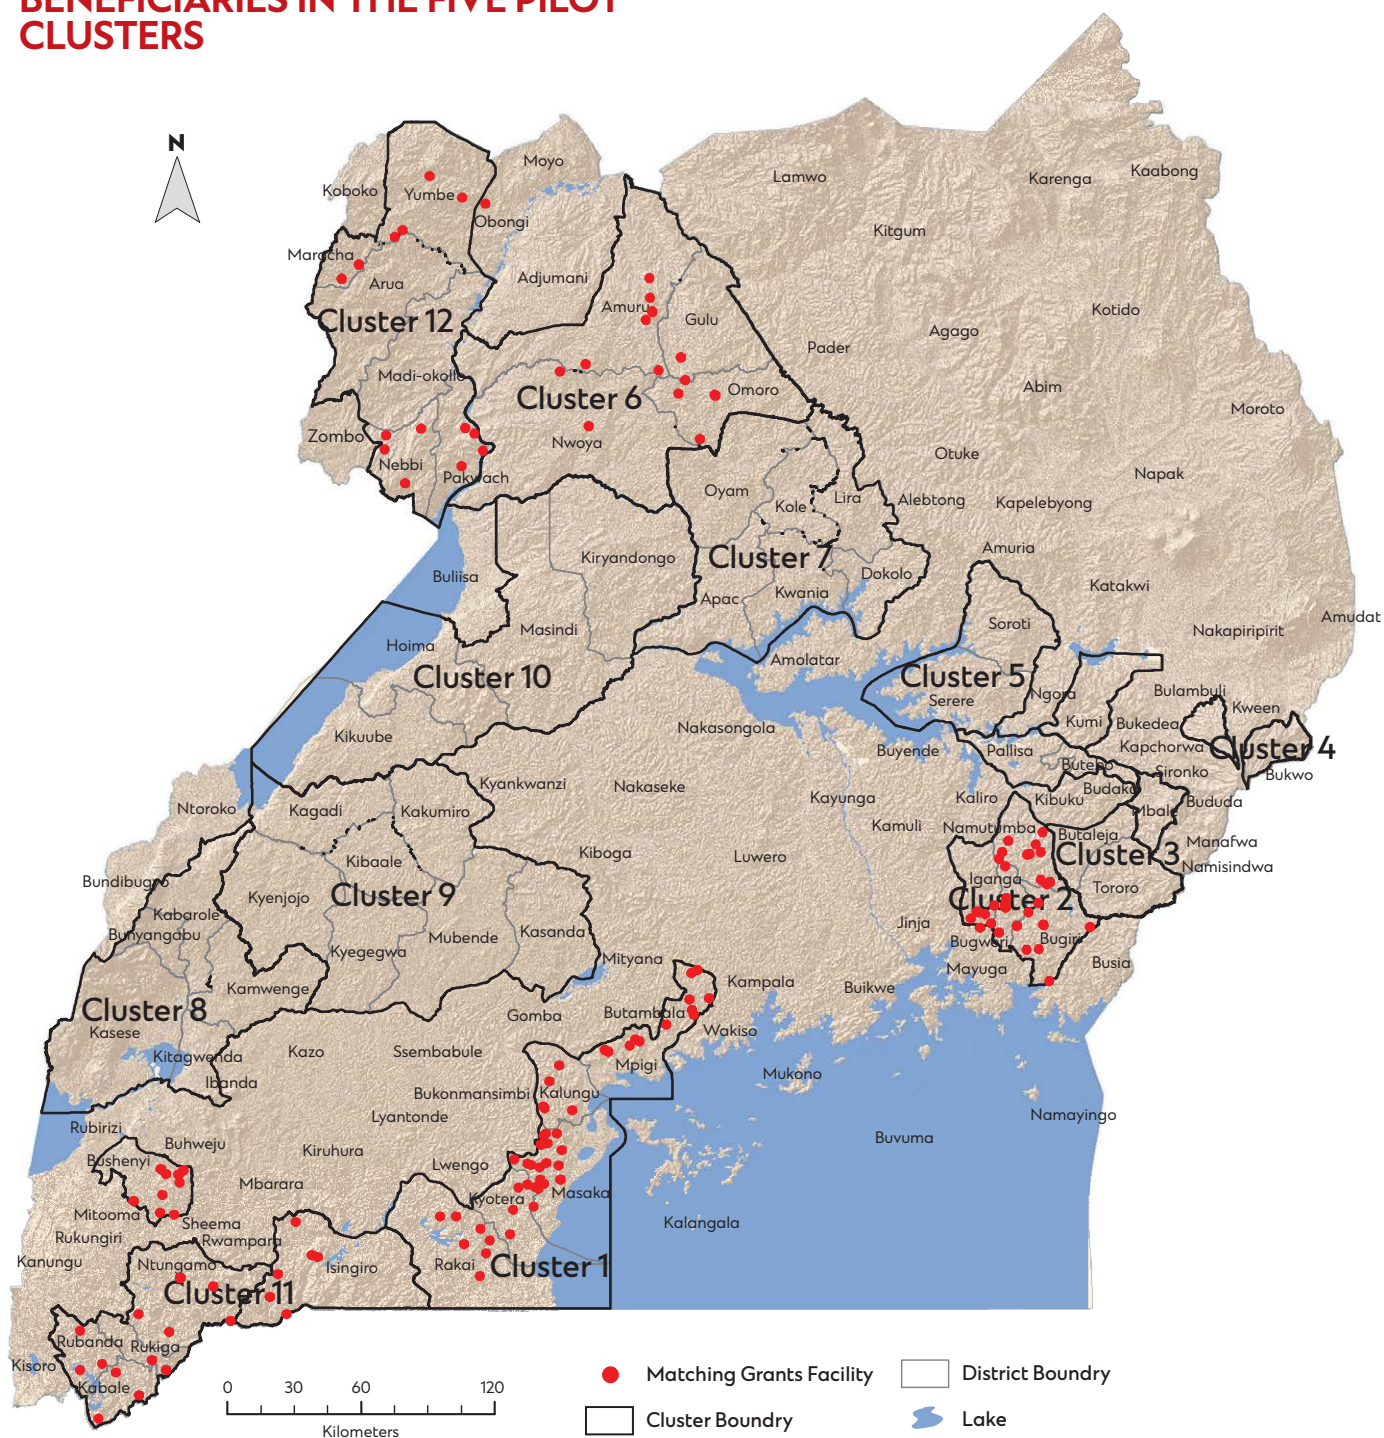 BENEFICIARIES IN THE FIVE PILOT
CLUSTERS
N
Moyo
Koboko
Yumbe
Obongi
Lamwo
Karenga
Kaabong
Kitgum
Maracha
Arua
Adjumani
Amuru
Gulu
Kotido
Cluster 12
Agago
Pader
Madi-okollo
Abim
Cluster 6
Omoro
Moroto
Zombo
Nwoya
Otuke
Nebbi
Pakwach
Napak
Oyam
Kole
Lira
Alebtong
Kapelebyong
Cluster 7
Kiryandongo
Amuria
Buliisa
Dokolo
Katakwi
Apac
Kwania
Masindi
Soroti
Nakapiripirit
Amudat
Hoima
Amolatar
Cluster 10
Cluster 5
Serere
Ngora
Bulambuli
Kween
Kikuube
Nakasongola
Kumi
Bukedea
Buyende
Pallisa
Kapchorwa
Cluster 4
Butebo
Sironko
Bukwo
Kyankwanzi
Nakaseke
Budaka
Ntoroko
Kagadi
Kakumiro
Kayunga
Kaliro
Kibuku
Mbale
Bududa
Kamuli
Namutumba
Butaleja
Manafwa
Kibaale
Kiboga
Luwero
Cluster 3
Namisindwa
Bundibugyo
Kyenjojo
Cluster 9
Iganga
Tororo
Cluster 2
Kabarole
Bunyangabu
Mubende
Kasanda
Jinja
Bugweri
Bugiri
Kyegegwa
Mityana
Mayuga
Busia
Kamwenge
Kampala
Buikwe
Cluster 8
Kasese
Gomba
Butambala
Wakiso
Kitagwenda
Kazo
Ssembabule
Mpigi
Ibanda
Bukonmansimbi
Kalungu
Mukono
Lyantonde
Namayingo
Rubirizi
Buhweju
Kiruhura
Buvuma
Bushenyi
Lwengo
Mbarara
Kyotera
Masaka
Mitooma
Sheema
Kalangala
Rukungiri
Rwampara
Kanungu
Ntungamo
Isingiro
Rakai
Cluster 1
Cluster 11
Rubanda
Rukiga
Kisoro
Kabale
0 30 60 120
Kilometers
Matching Grants Facility
District Boundry
Cluster Boundry
Lake